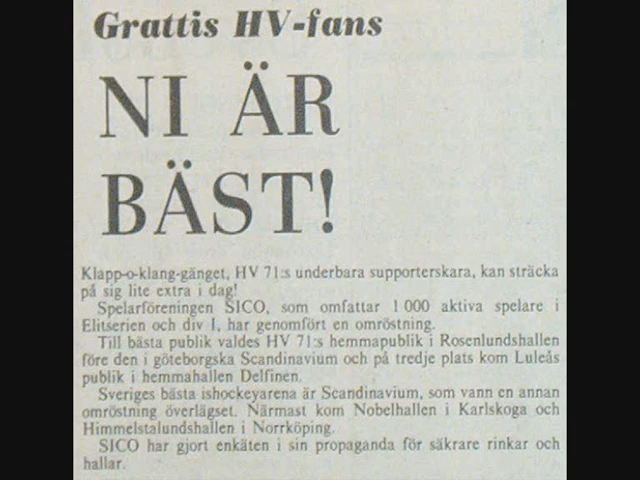 Grattis HV-fans
NI ÄR
BÄST!
Klapp-o-klang-gänget, HV 71:s underbara supporterskara, kan sträcka
på sig lite extra i dag!
Spelarföreningen SICO, som omfattar 1 000 aktiva spelare i
Elitserien och div I, har genomfört en omröstning.
Till bästa publik valdes HV 71:s hemmapublik i Rosenlundshallen
före den i göteborgska Scandinavium och på tredje plats kom Luleås
publik i hemmahallen Delfinen.
Sveriges bästa ishockeyarena är Scandinavium, som vann en annan
omröstning överlägset. Närmast kom Nobelhallen i Karlskoga och
Himmelstalundshallen i Norrköping.
SICO har gjort enkäten i sin propaganda för säkrare rinkar och
hallar.